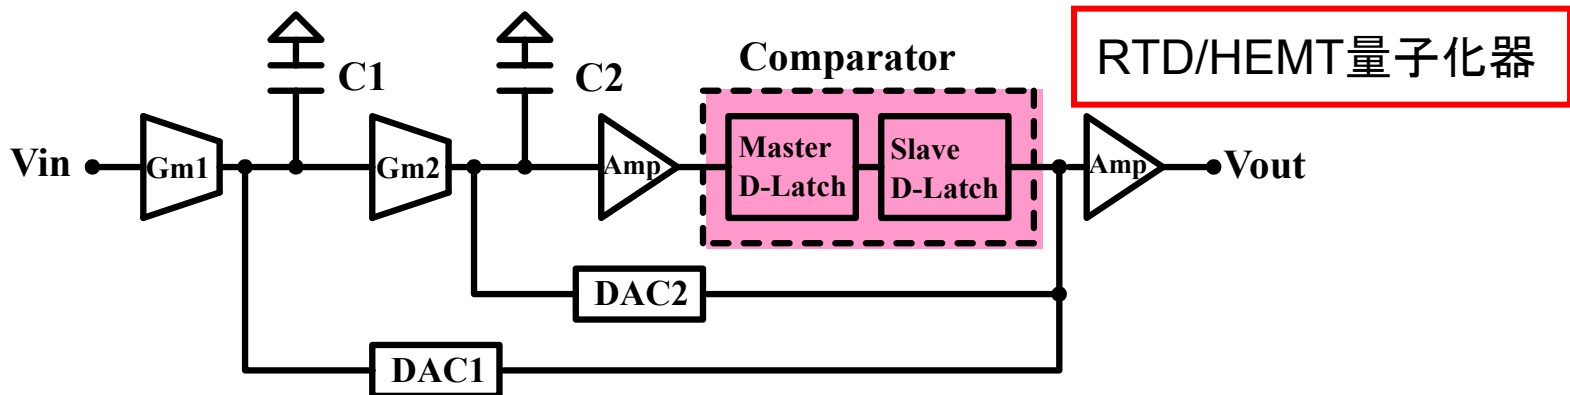 RTD/HEMT量子化器
Comparator
C1
C2
Vin
Gm1
Gm2
Amp
Master
D-Latch
Slave
D-Latch
Amp
Vout
DAC2
DAC1